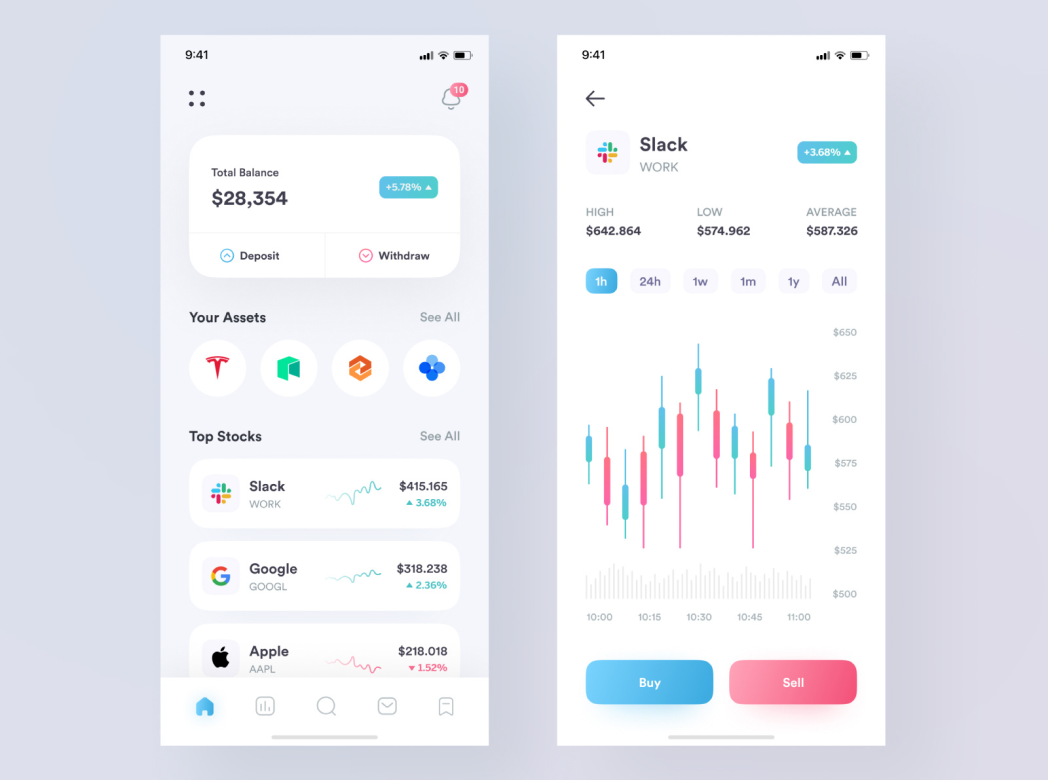 9:41
10
Total Balance
$28,354
+5.78%
Deposit
Withdraw
Your Assets
See All
Top Stocks
See All
Slack
WORK
$415.165
3.68%
Google
GOOGL
$318.238
2.36%
Apple
AAPL
$218.018
1.52%
9:41
Slack
WORK
+3.68%
HIGH
LOW
AVERAGE
$642.864
$574.962
$587.326
1h
24h
1w
1m
1y
All
$650
$625
$600
$575
$550
$525
$500
10:00
10:15
10:30
10:45
11:00
Buy
Sell